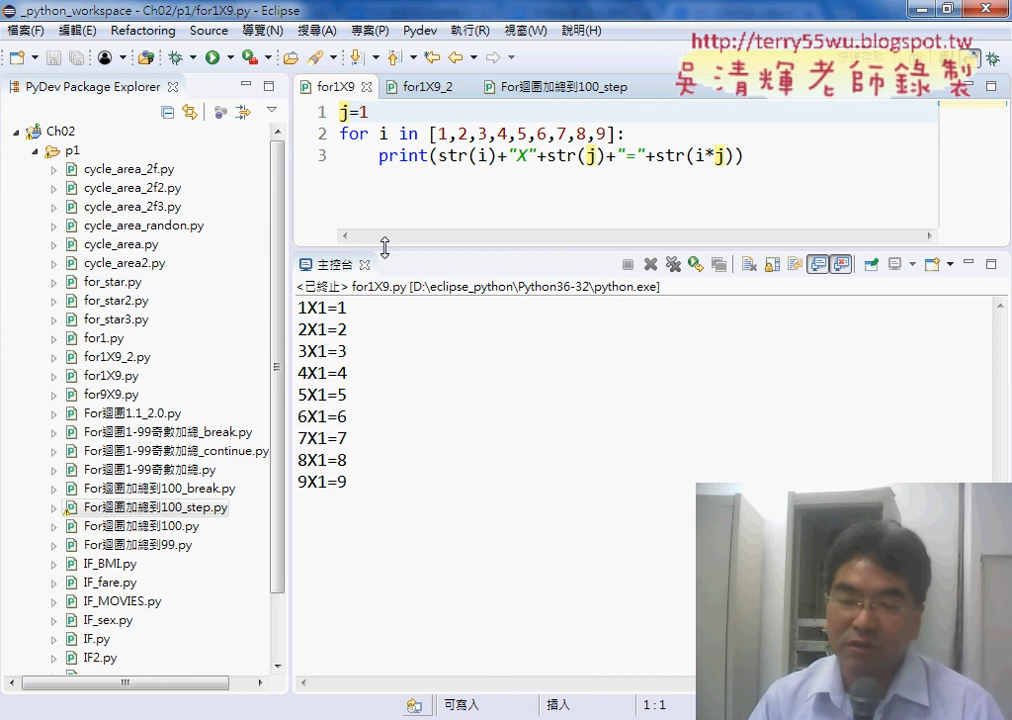 _python_workspace - Ch02/p1/for1X9.py - Eclipse
檔案(F) 編輯(E) Refactoring Source 導覽(N) 搜尋(A) 專案(P) Pydev 執行(R) 視窗(W) 說明(H)
http://terry55wu.blogspot.tw
吳清輝老師錄製
PyDev Package Explorer
for1X9
for1X9_2
For迴圈加總到100_step
Ch02
p1
cycle_area_2f.py
cycle_area_2f2.py
cycle_area_2f3.py
cycle_area_randon.py
cycle_area.py
cycle_area2.py
for_star.py
for_star2.py
for_star3.py
for1.py
for1X9_2.py
for1X9.py
for9X9.py
For迴圈1.1_2.0.py
For迴圈1-99奇數加總_break.py
For迴圈1-99奇數加總_continue.py
For迴圈1-99奇數加總.py
For迴圈加總到100_break.py
For迴圈加總到100_step.py
For迴圈加總到100.py
For迴圈加總到99.py
IF_BMI.py
IF_fare.py
IF_MOVIES.py
IF_sex.py
IF.py
IF2.py
1 j=1
2 for i in [1,2,3,4,5,6,7,8,9]:
3 print(str(i)+"X"+str(j)+"="+str(i*j))
主控台
<已終止> for1X9.py [D:\eclipse_python\Python36-32\python.exe]
1X1=1
2X1=2
3X1=3
4X1=4
5X1=5
6X1=6
7X1=7
8X1=8
9X1=9
可寫入
插入
1 : 1